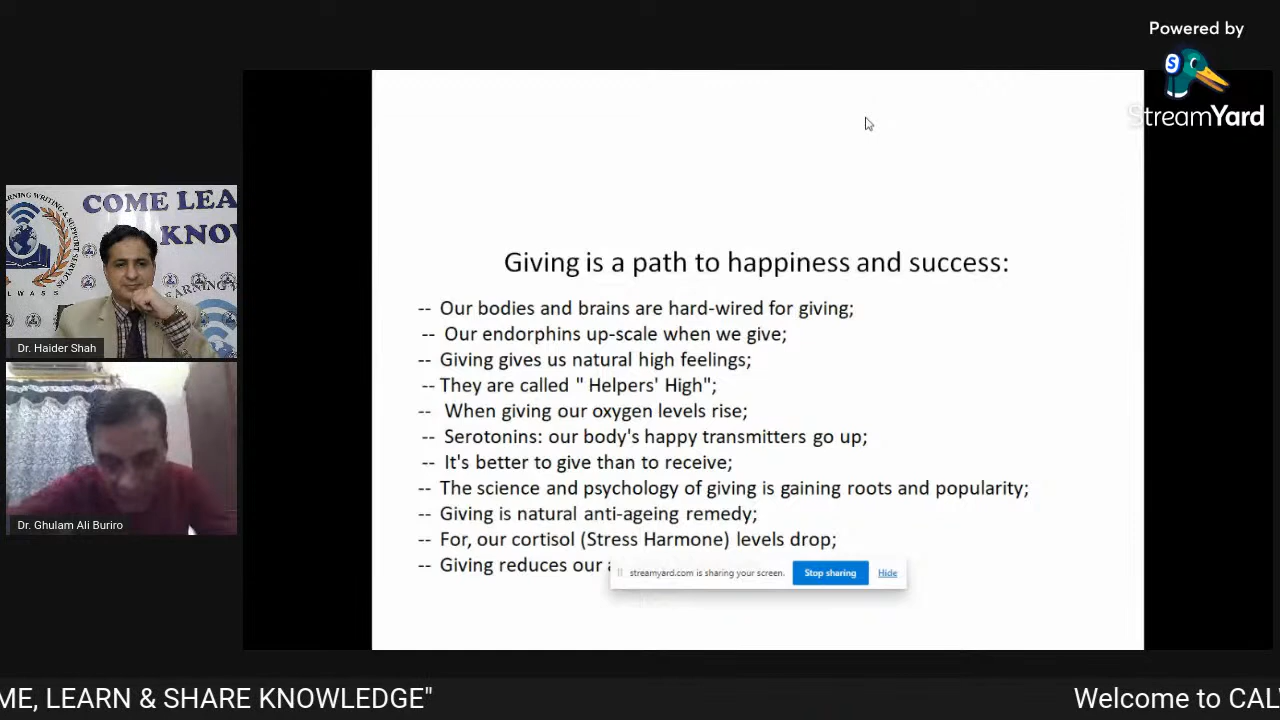 Powered by
StreamYard
COME LEA
KNOW
Dr. Haider Shah
Dr. Ghulam Ali Buriro
Giving is a path to happiness and success:
-- Our bodies and brains are hard-wired for giving;
-- Our endorphins up-scale when we give;
-- Giving gives us natural high feelings;
-- They are called " Helpers' High";
-- When giving our oxygen levels rise;
-- Serotonins: our body's happy transmitters go up;
-- It's better to give than to receive;
-- The science and psychology of giving is gaining roots and popularity;
-- Giving is natural anti-ageing remedy;
-- For, our cortisol (Stress Harmone) levels drop;
-- Giving reduces our
streamyard.com is sharing your screen. Stop sharing Hide
ME, LEARN & SHARE KNOWLEDGE" Welcome to CAL